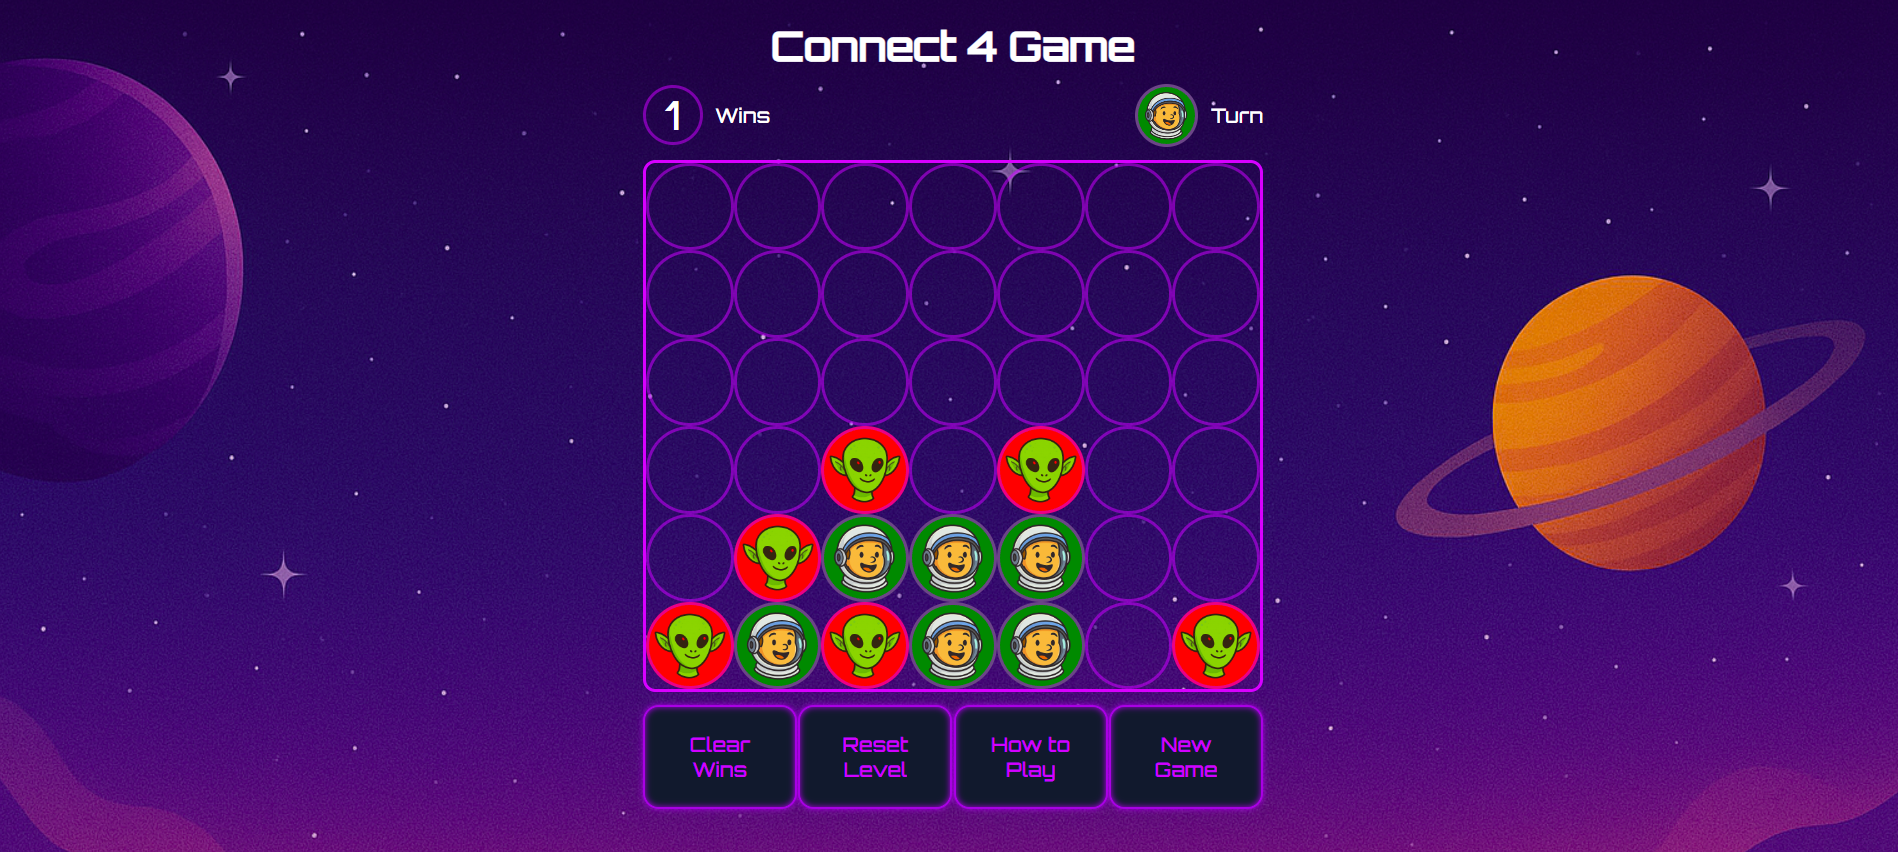 Connect 4 Game
1 Wins
Turn
Clear
Wins
Reset
Level
How to
Play
New
Game